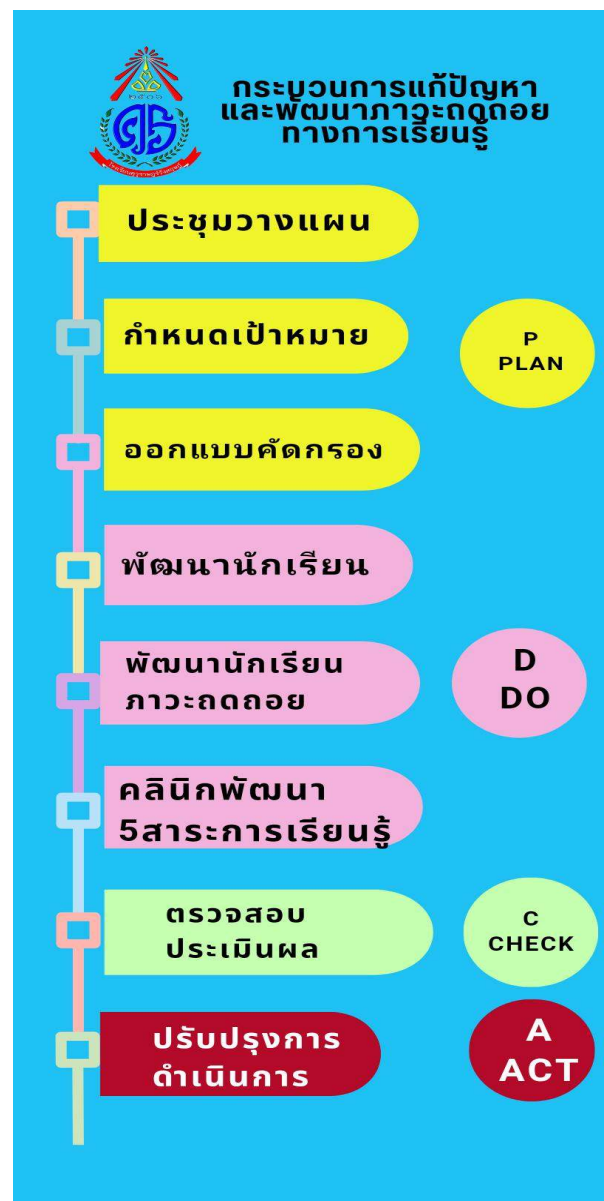 กระบวนการแก้ปัญหา
และพัฒนาภาวะถดถอย
ทางการเรียนรู้
ประชุมวางแผน
กำหนดเป้าหมาย
P
PLAN
ออกแบบคัดกรอง
พัฒนานักเรียน
พัฒนานักเรียน
ภาวะถดถอย
D
DO
คลินิกพัฒนา
5สาระการเรียนรู้
ตรวจสอบ
ประเมินผล
C
CHECK
ปรับปรุงการ
ดำเนินการ
A
ACT